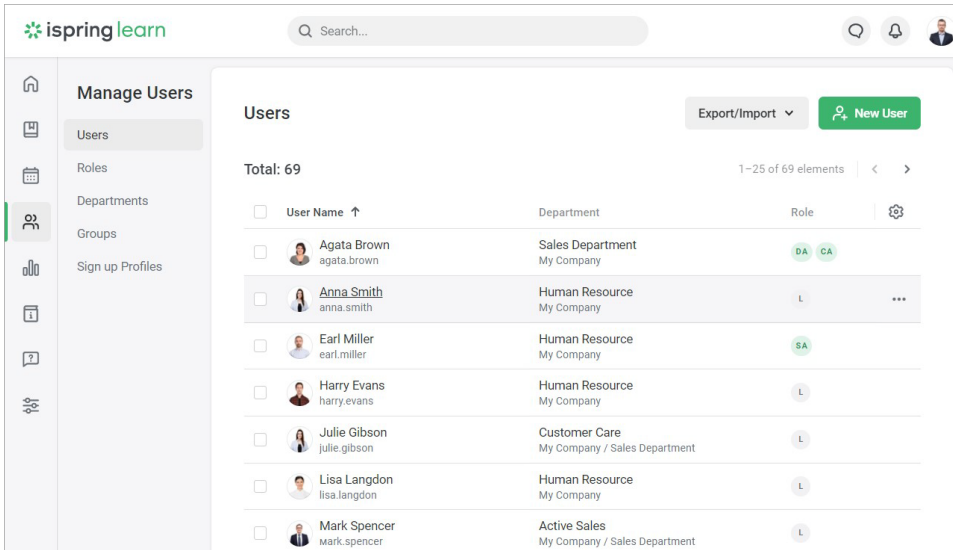 ispring learn
Search...
Manage Users
Users
Roles
Departments
Groups
Sign up Profiles
Users
Export/Import
New User
Total: 69
1–25 of 69 elements
User Name ↑ Department Role
Agata Brown Sales Department
agata.brown My Company
DA CA
Anna Smith Human Resource
anna.smith My Company
L
Earl Miller Human Resource
earl.miller My Company
SA
Harry Evans Human Resource
harry.evans My Company
L
Julie Gibson Customer Care
julie.gibson My Company / Sales Department
L
Lisa Langdon Human Resource
lisa.langdon My Company
L
Mark Spencer Active Sales
мark.spencer My Company / Sales Department
L